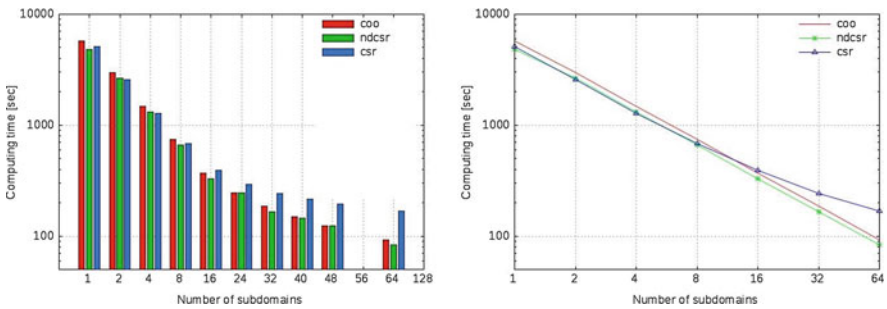 10000
1000
100
Computing time [sec]
coo
ndcsr
csr
1 2 4 8 16 24 32 40 48 56 64 128
Number of subdomains
10000
1000
100
Computing time [sec]
coo
ndcsr
csr
1 2 4 8 16 32 64
Number of subdomains